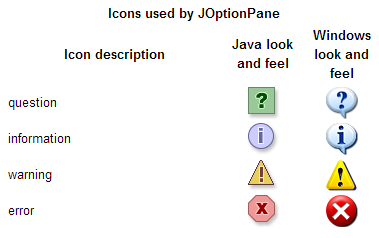 Icons used by JOptionPane
Icon description
Java look
and feel
Windows
look and
feel
question
?
?
information
i
i
warning
!
!
error
x